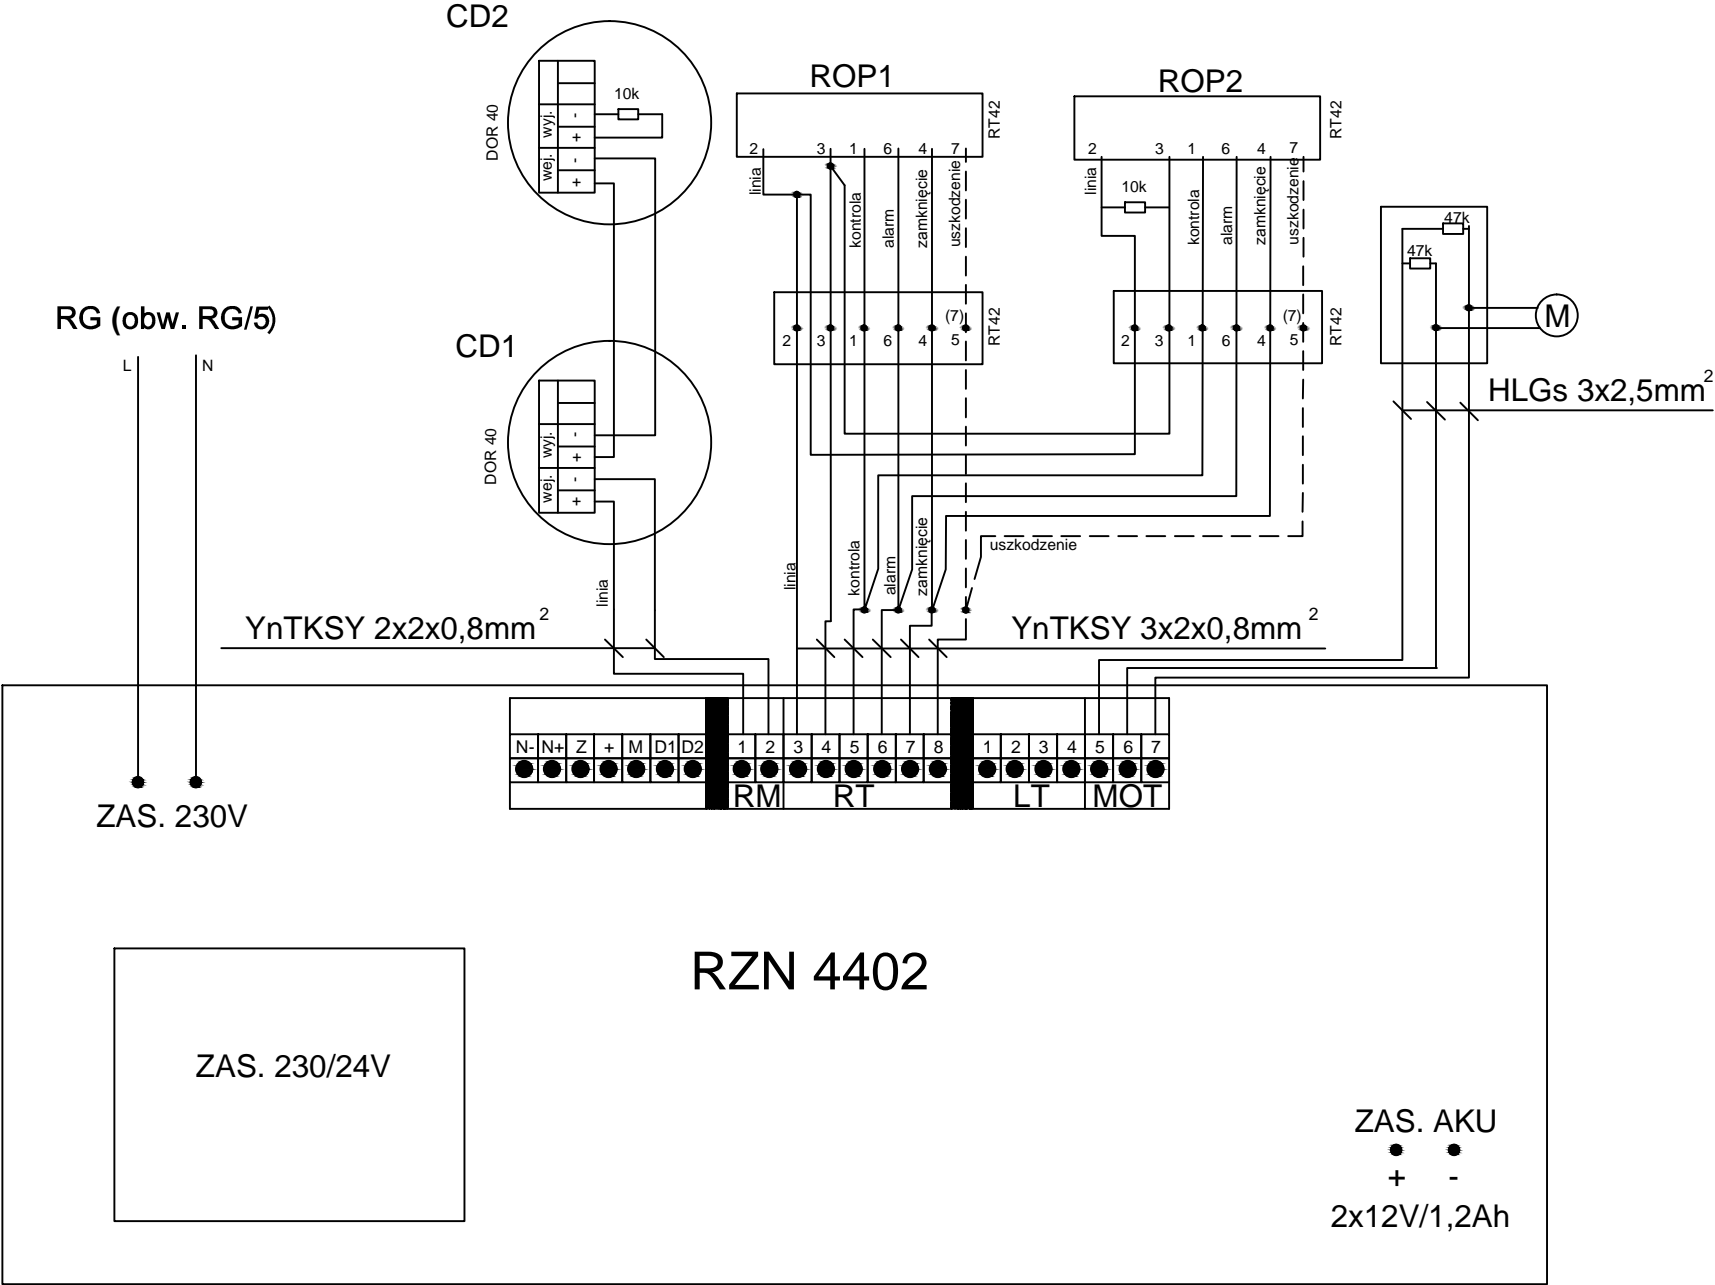 CD2
ROP1
ROP2
10k
DOR 40
wyj.
-
+
wej.
-
+
RT42
RT42
2 3 1 6 4 7
2 3 1 6 4 7
linia
kontrola
alarm
zamknięcie
uszkodzenie
linia
10k
kontrola
alarm
zamknięcie
uszkodzenie
47k
47k
M
RG (obw. RG/5)
L N
CD1
DOR 40
wyj.
-
+
wej.
-
+
(7)
2 3 1 6 4 5
RT42
(7)
2 3 1 6 4 5
RT42
HLGs 3x2,5mm²
linia
linia
kontrola
alarm
zamknięcie
uszkodzenie
YnTKSY 2x2x0,8mm²
YnTKSY 3x2x0,8mm²
N- N+ Z + M D1 D2 1 2 3 4 5 6 7 8 1 2 3 4 5 6 7
RM RT LT MOT
ZAS. 230V
RZN 4402
ZAS. 230/24V
ZAS. AKU
+ -
2x12V/1,2Ah